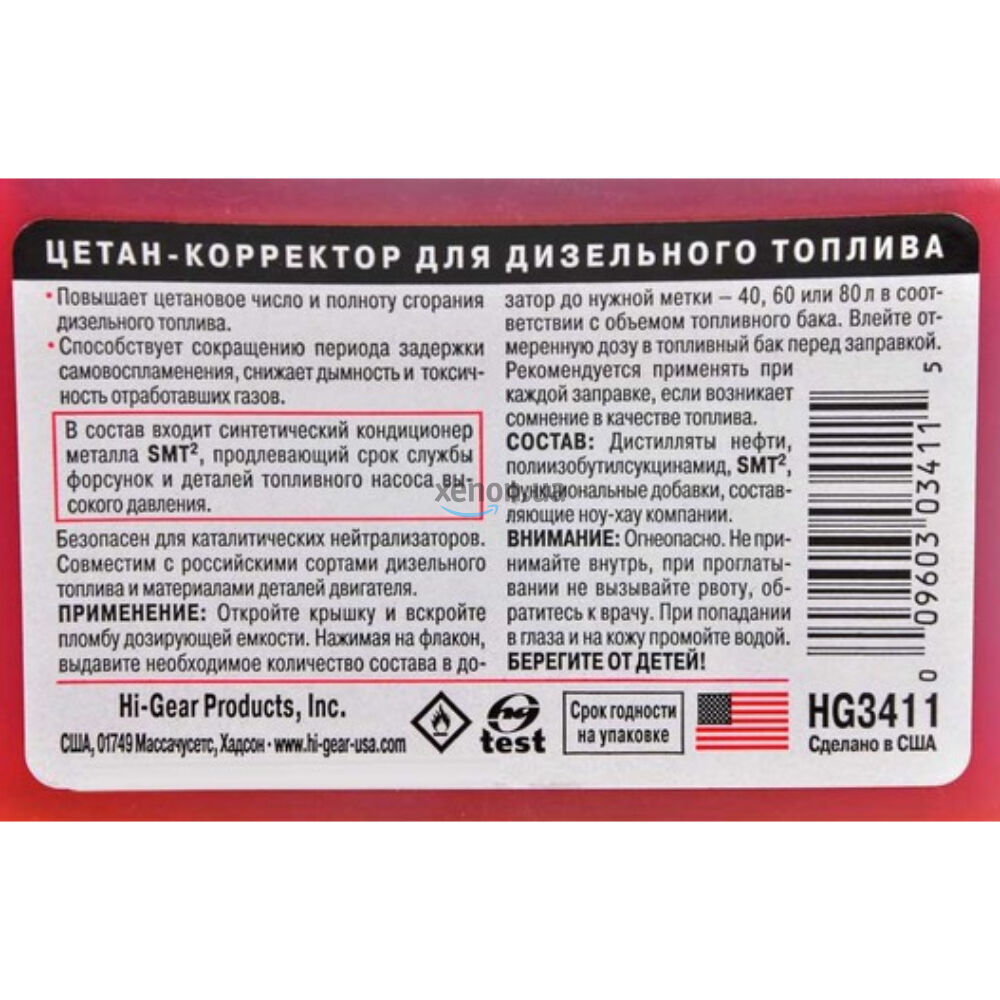 ЦЕТАН-КОРРЕКТОР ДЛЯ ДИЗЕЛЬНОГО ТОПЛИВА
• Повышает цетановое число и полноту сгорания
дизельного топлива.
• Способствует сокращению периода задержки
самовоспламенения, снижает дымность и токсич-
ность отработавших газов.
В состав входит синтетический кондиционер
металла SMT², продлевающий срок службы
форсунок и деталей топливного насоса вы-
сокого давления.
Безопасен для каталитических нейтрализаторов.
Совместим с российскими сортами дизельного
топлива и материалами деталей двигателя.
ПРИМЕНЕНИЕ: Откройте крышку и вскройте
пломбу дозирующей емкости. Нажимая на флакон,
выдавите необходимое количество состава в до-
затор до нужной метки – 40, 60 или 80 л в соот-
ветствии с объемом топливного бака. Влейте от-
меренную дозу в топливный бак перед заправкой.
Рекомендуется применять при
каждой заправке, если возникает
сомнение в качестве топлива.
СОСТАВ: Дистилляты нефти,
полиизобутилсукцинамид, SMT²,
функциональные добавки, состав-
ляющие ноу-хау компании.
ВНИМАНИЕ: Огнеопасно. Не при-
нимайте внутрь, при проглаты-
вании не вызывайте рвоту, об-
ратитесь к врачу. При попадании
в глаза и на кожу промойте водой.
БЕРЕГИТЕ ОТ ДЕТЕЙ!
xenon.ua
0 09603 03411 5
Hi-Gear Products, Inc.
США, 01749 Массачусетс, Хадсон • www.hi-gear-usa.com
hg
test
Срок годности
на упаковке
HG3411
Сделано в США